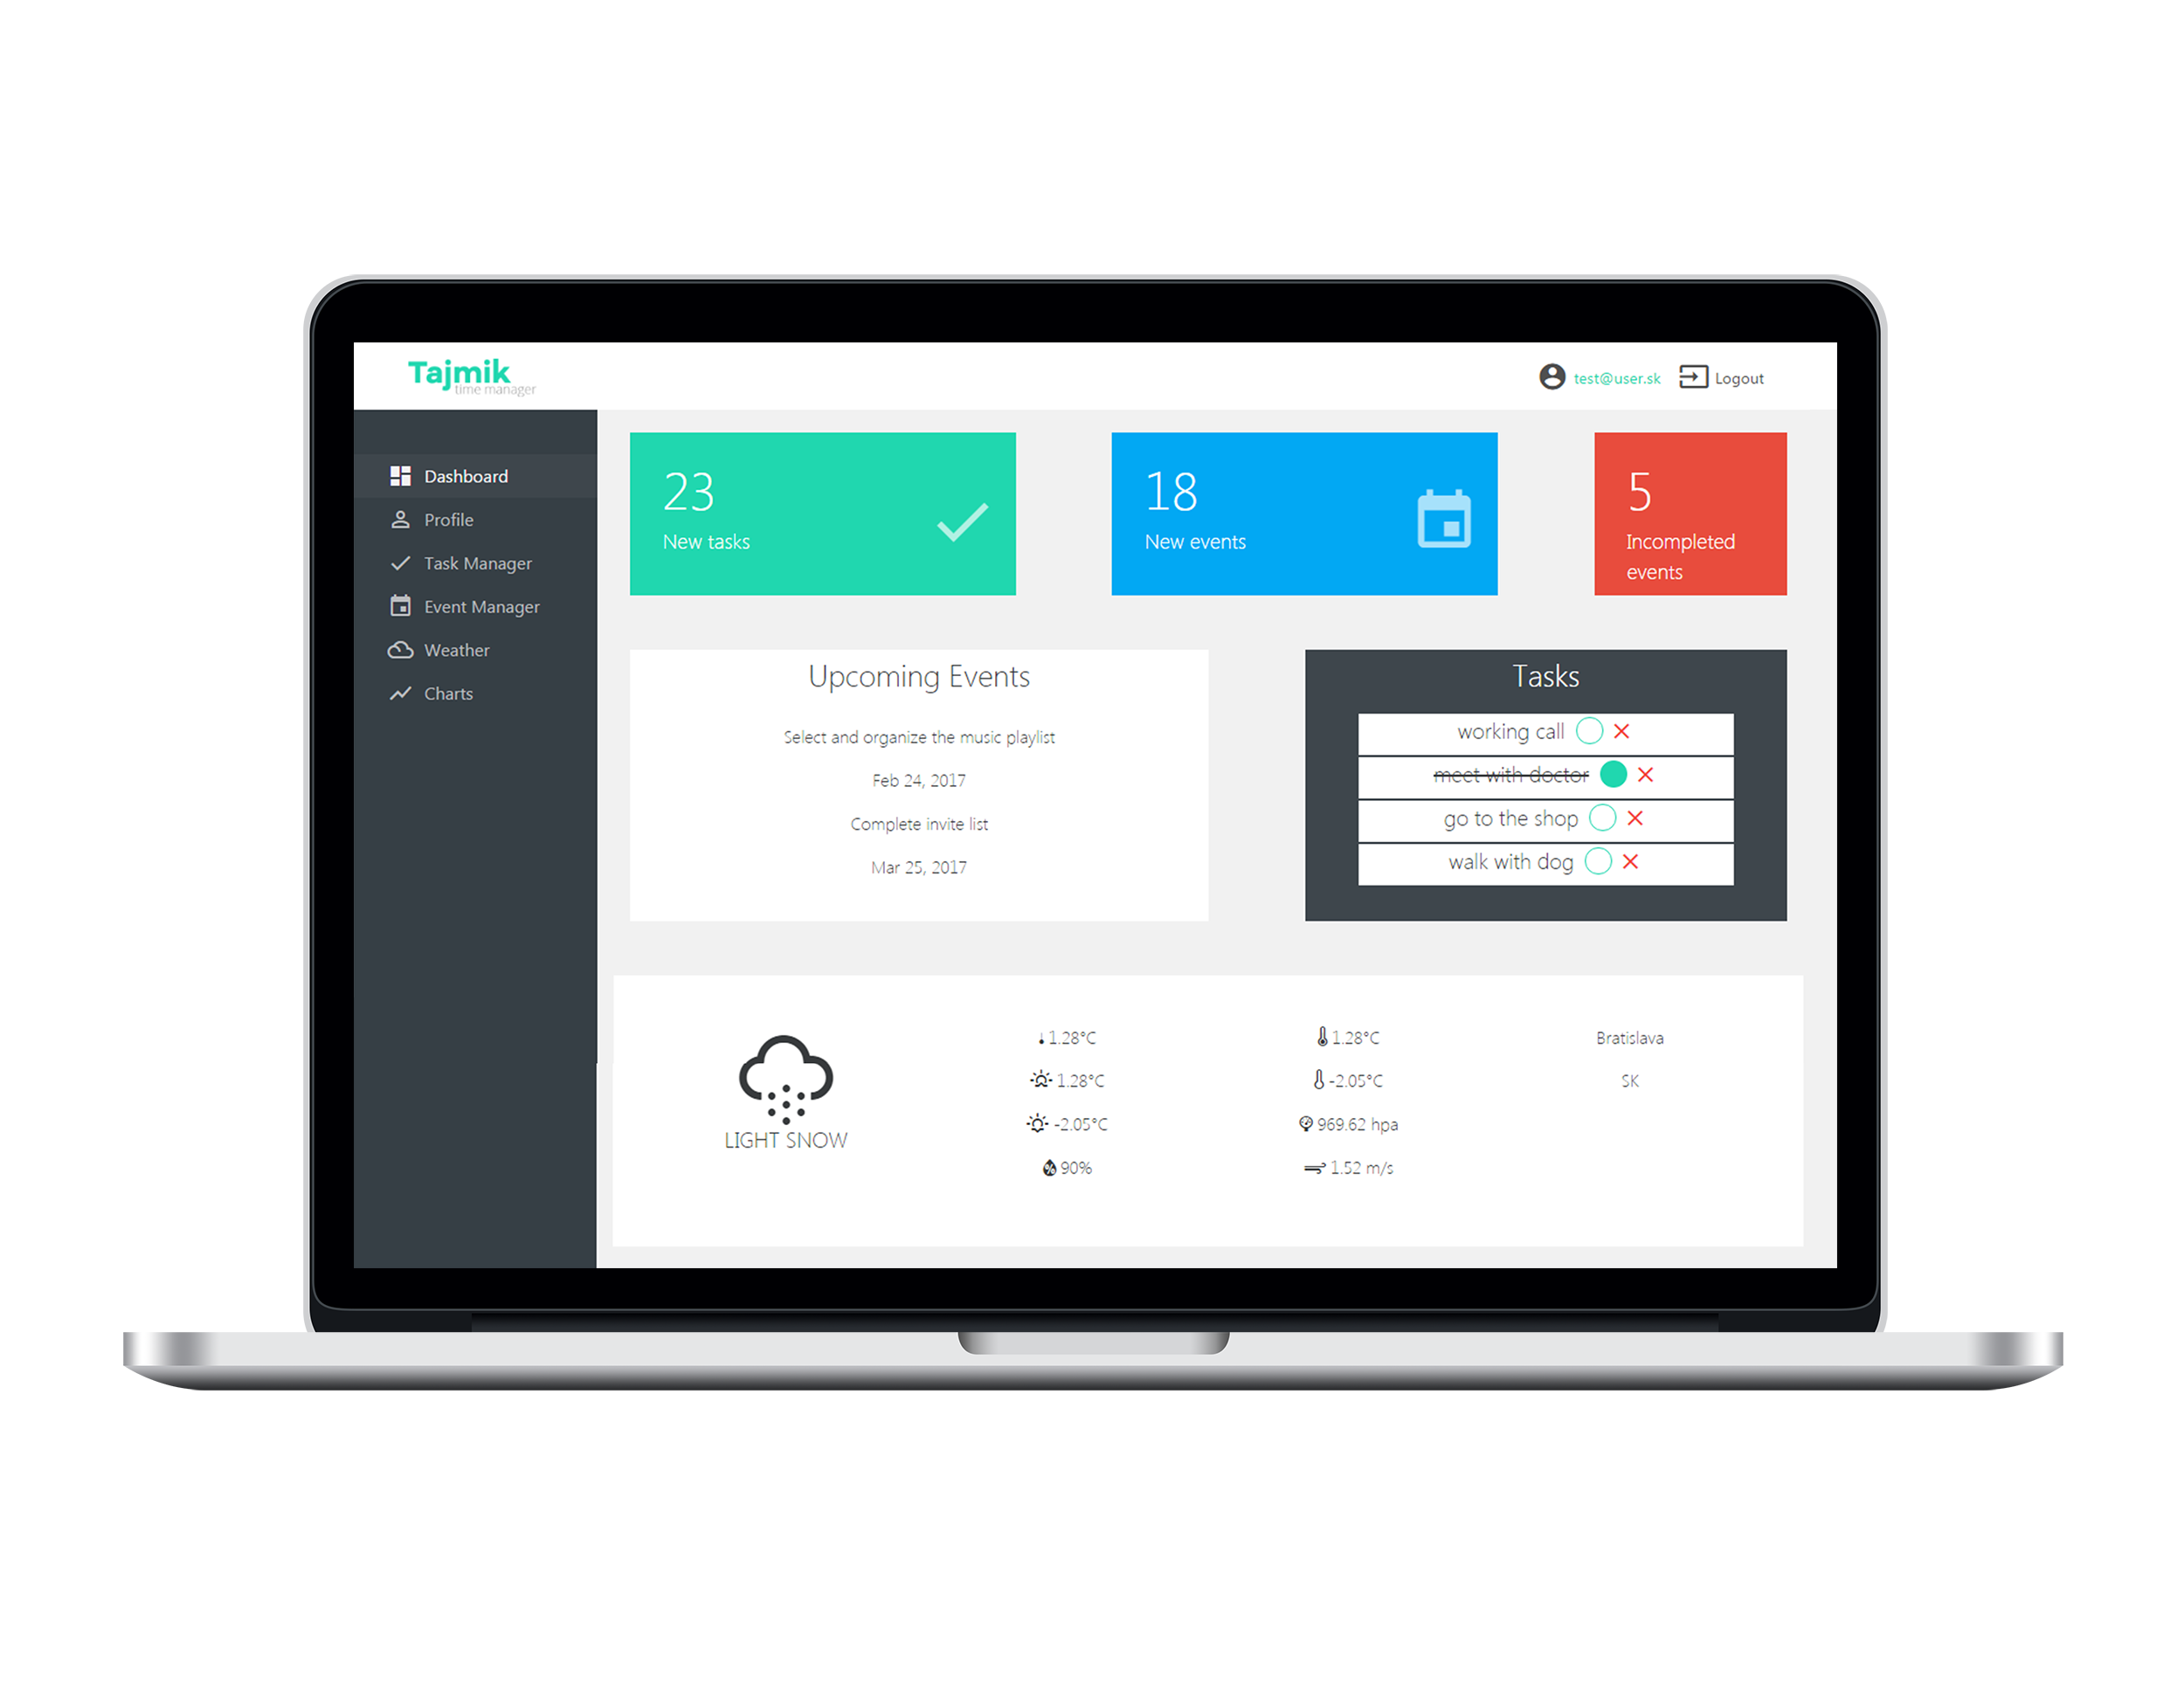 Tajmik
time manager
test@user.sk
Logout
Dashboard
Profile
Task Manager
Event Manager
Weather
Charts
23
New tasks
18
New events
5
Incompleted
events
Upcoming Events
Select and organize the music playlist
Feb 24, 2017
Complete invite list
Mar 25, 2017
Tasks
working call
meet with doctor
go to the shop
walk with dog
LIGHT SNOW
1.28°C
1.28°C
-2.05°C
90%
1.28°C
-2.05°C
969.62 hpa
1.52 m/s
Bratislava
SK